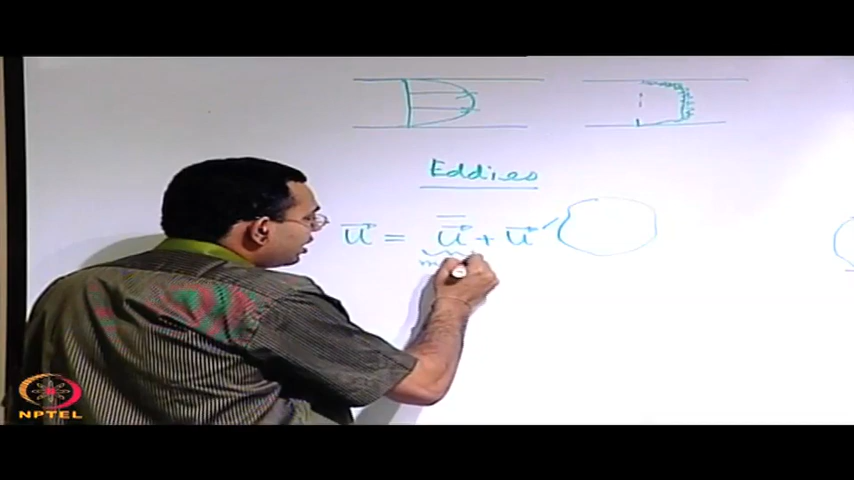 Eddies
u⃗ = u̅⃗ + u⃗′
NPTEL